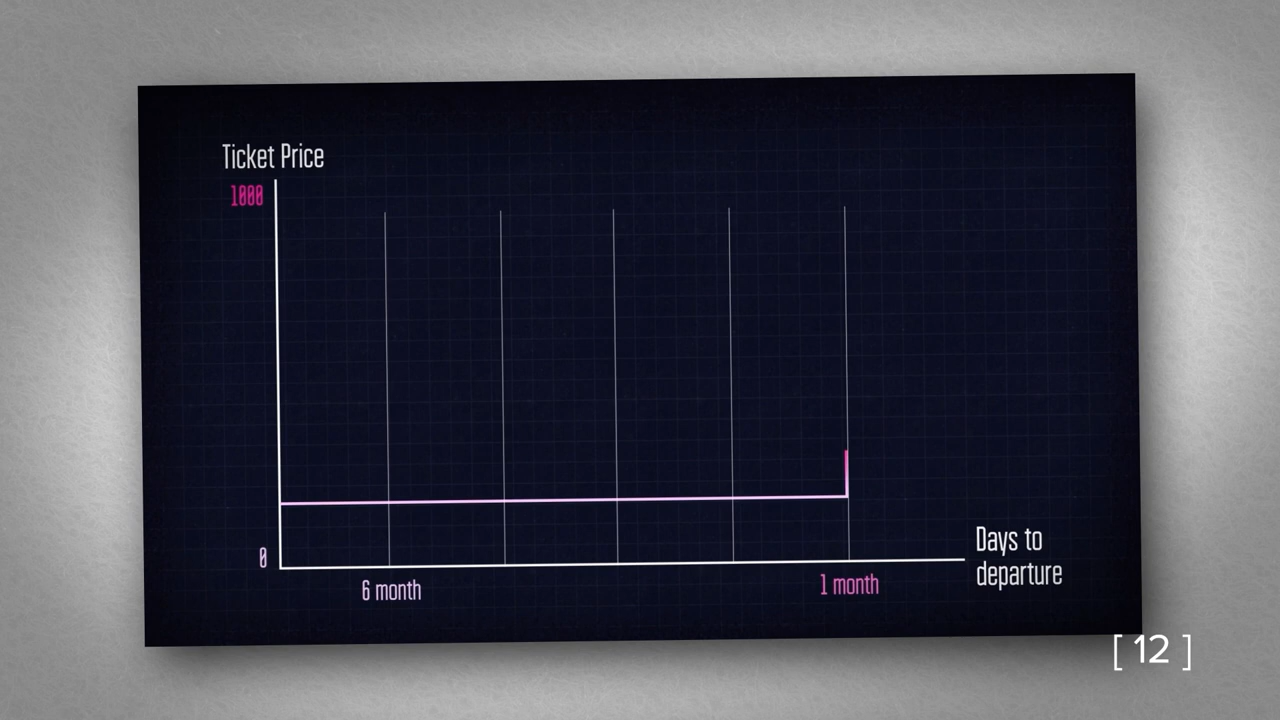 Ticket Price
1000
0
6 month
1 month
Days to
departure
[ 12 ]